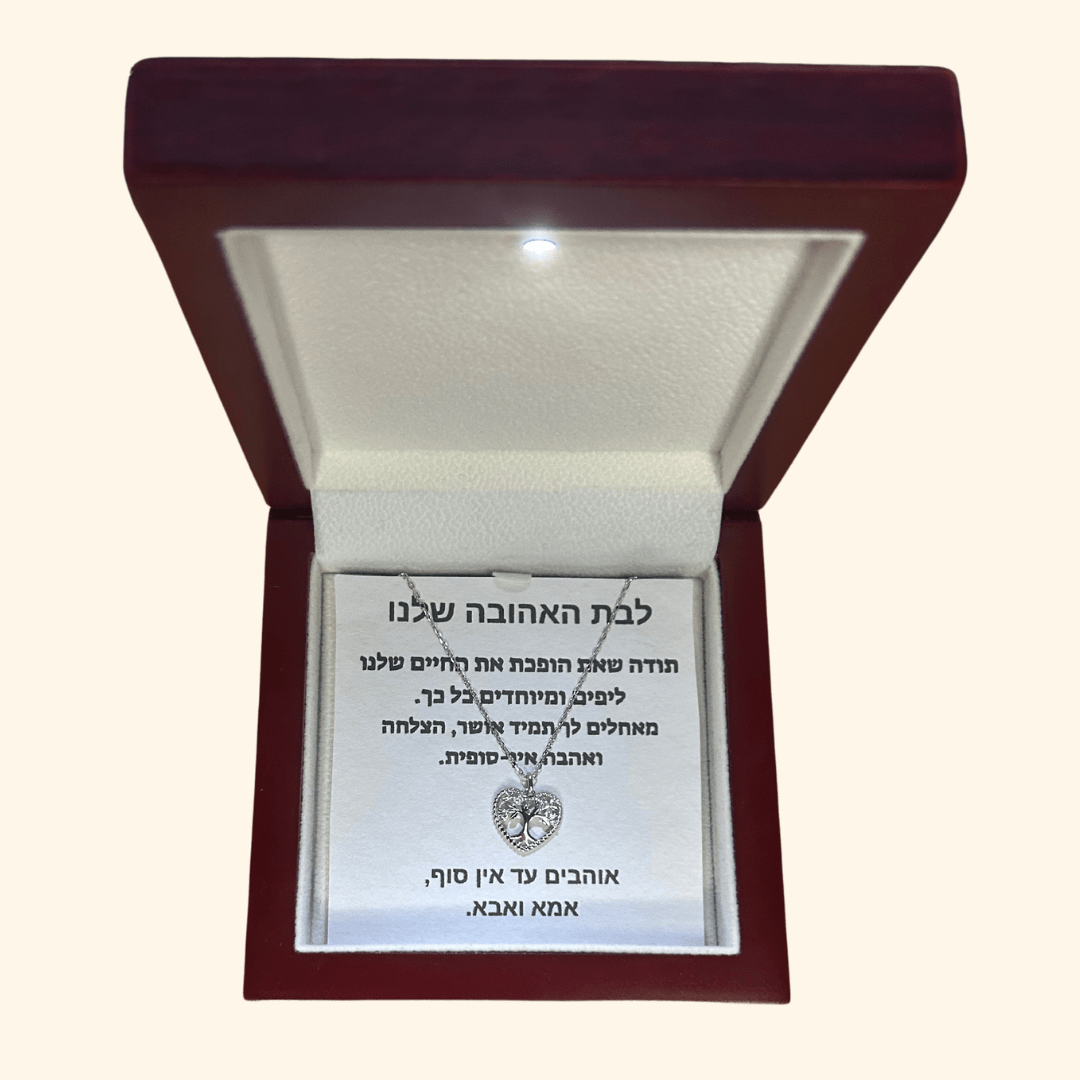 לבת האהובה שלנו
תודה שאת הופכת את החיים שלנו
ליפים ומיוחדים כל כך.
מאחלים לך תמיד אושר, הצלחה
ואהבה אין-סופית.
אוהבים עד אין סוף,
אמא ואבא.